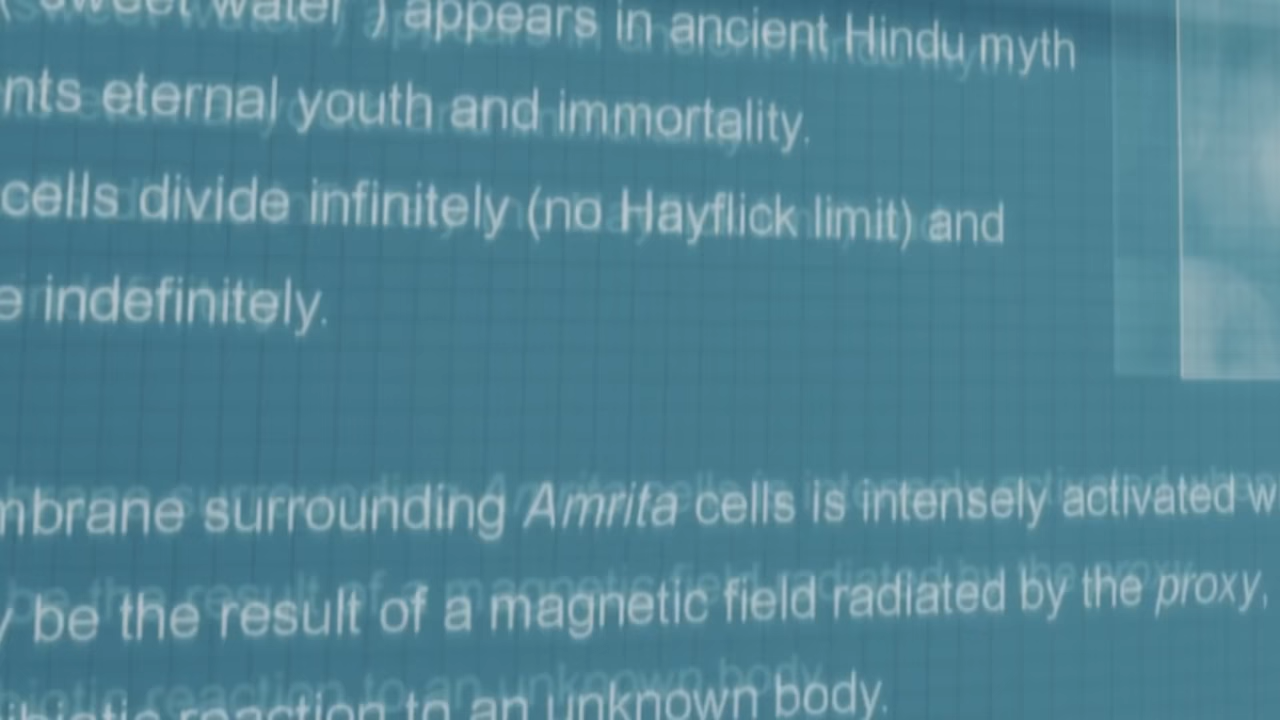 (“sweet water”) appears in ancient Hindu myth
nts eternal youth and immortality.
cells divide infinitely (no Hayflick limit) and
e indefinitely.
mbrane surrounding Amrita cells is intensely activated w
y be the result of a magnetic field radiated by the proxy,
ibiotic reaction to an unknown body.